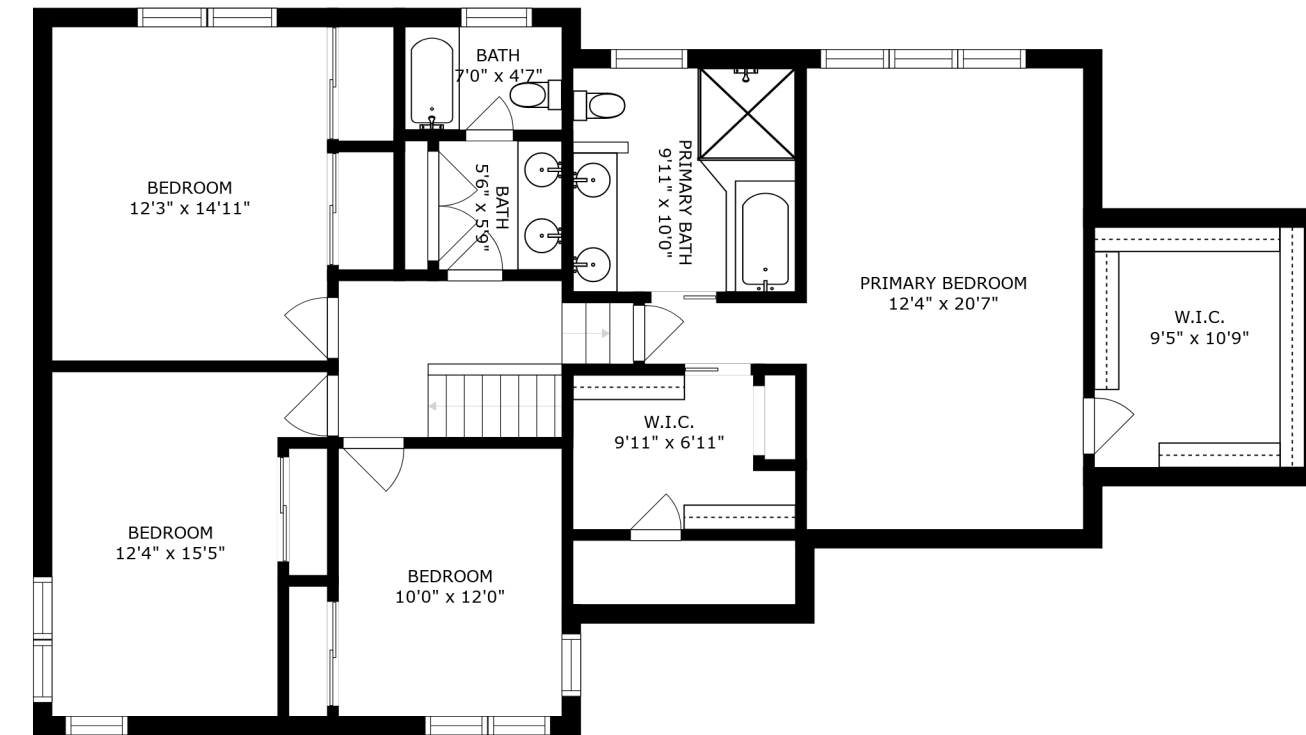 BATH
7'0" x 4'7"
BEDROOM
12'3" x 14'11"
BATH
5'6" x 5'9"
PRIMARY BATH
9'11" x 10'0"
PRIMARY BEDROOM
12'4" x 20'7"
W.I.C.
9'5" x 10'9"
W.I.C.
9'11" x 6'11"
BEDROOM
12'4" x 15'5"
BEDROOM
10'0" x 12'0"